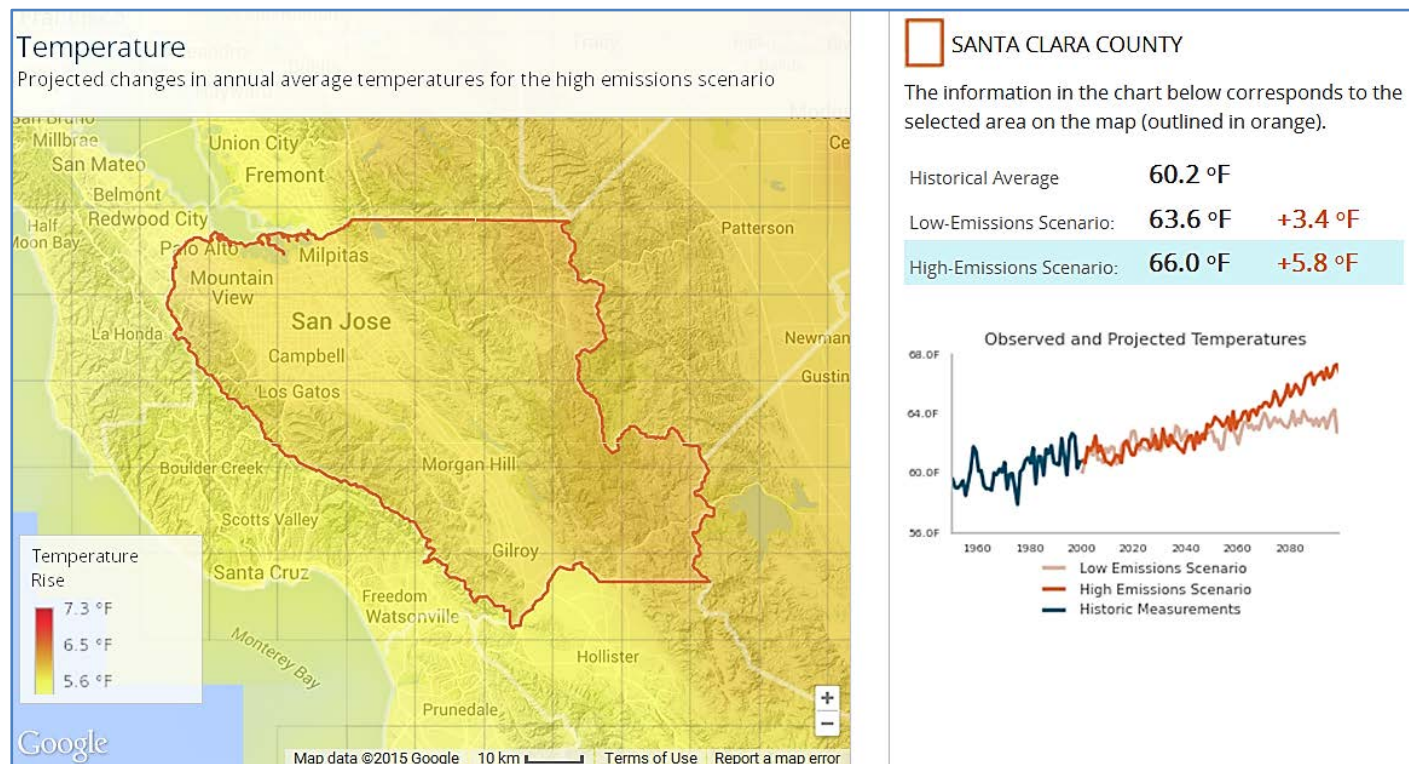 Temperature
Projected changes in annual average temperatures for the high emissions scenario
Tracy
San Bruno
Millbrae
Union City
San Mateo
Fremont
Belmont
Redwood City
Half
Moon Bay
Palo Alto
Milpitas
Patterson
Mountain
View
La Honda
San Jose
Newman
Campbell
Gustin
Los Gatos
Boulder Creek
Morgan Hill
Scotts Valley
Gilroy
Santa Cruz
Freedom
Watsonville
Monterey Bay
Hollister
Prunedale
Temperature
Rise
7.3 °F
6.5 °F
5.6 °F
+
−
Google
Map data ©2015 Google 10 km Terms of Use Report a map error
SANTA CLARA COUNTY
The information in the chart below corresponds to the
selected area on the map (outlined in orange).
Historical Average 60.2 °F
Low-Emissions Scenario: 63.6 °F +3.4 °F
High-Emissions Scenario: 66.0 °F +5.8 °F
Observed and Projected Temperatures
68.0F
64.0F
60.0F
56.0F
1960 1980 2000 2020 2040 2060 2080
Low Emissions Scenario
High Emissions Scenario
Historic Measurements